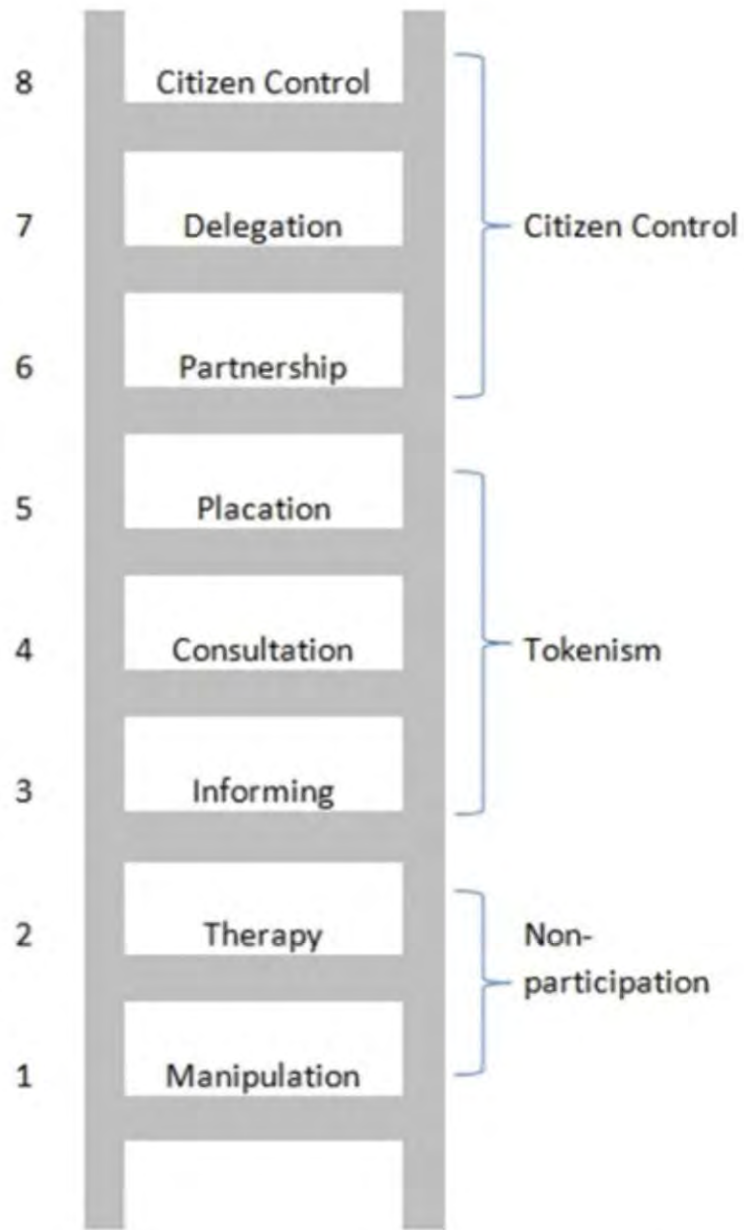 8 Citizen Control
7 Delegation Citizen Control
6 Partnership
5 Placation
4 Consultation Tokenism
3 Informing
2 Therapy Non-
participation
1 Manipulation